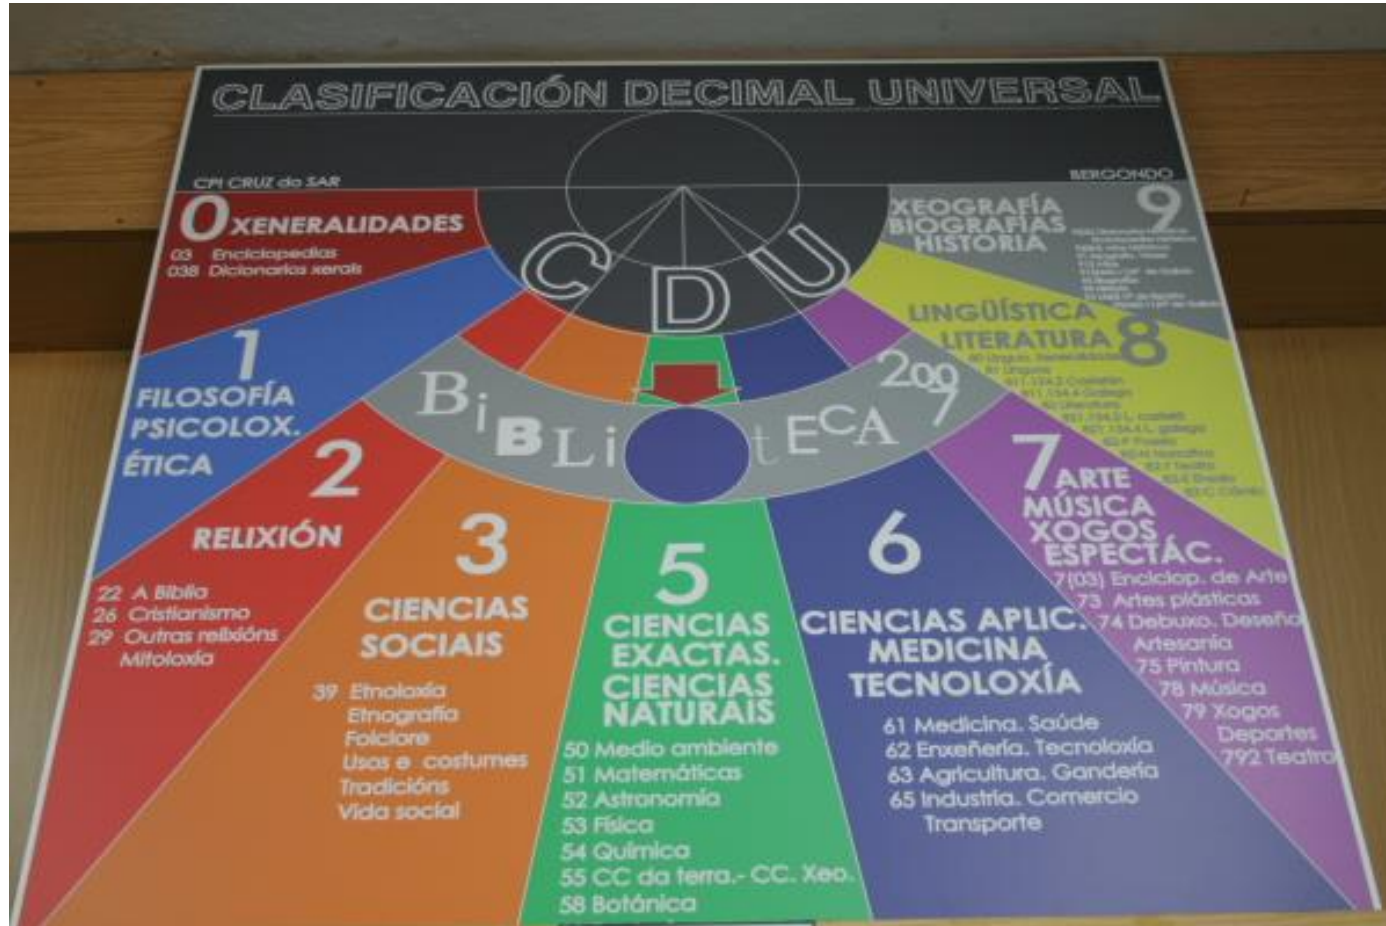 CLASIFICACIÓN DECIMAL UNIVERSAL
CPI CRUZ do SAR
BERGONDO
CDU
BiBLioteca 2007
0 XENERALIDADES
03 Enciclopedias
038 Dicionarios xerais
1
FILOSOFÍA
PSICOLOX.
ÉTICA
2
RELIXIÓN
22 A Biblia
26 Cristianismo
29 Outras relixións
Mitoloxía
3
CIENCIAS
SOCIAIS
39 Etnoloxía
Etnografía
Folclore
Usos e costumes
Tradicións
Vida social
5
CIENCIAS
EXACTAS.
CIENCIAS
NATURAIS
50 Medio ambiente
51 Matemáticas
52 Astronomía
53 Física
54 Química
55 CC da terra.- CC. Xeo.
58 Botánica
6
CIENCIAS APLIC.
MEDICINA
TECNOLOXÍA
61 Medicina. Saúde
62 Enxeñería. Tecnoloxía
63 Agricultura. Gandería
65 Industria. Comercio
Transporte
7 ARTE
MÚSICA
XOGOS
ESPECTÁC.
7(03) Enciclop. de Arte
73 Artes plásticas
74 Debuxo. Deseño
Artesanía
75 Pintura
78 Música
79 Xogos
Deportes
792 Teatro
LINGÜÍSTICA
LITERATURA 8
81 Lingua
XEOGRAFÍA 9
BIOGRAFÍAS
HISTORIA